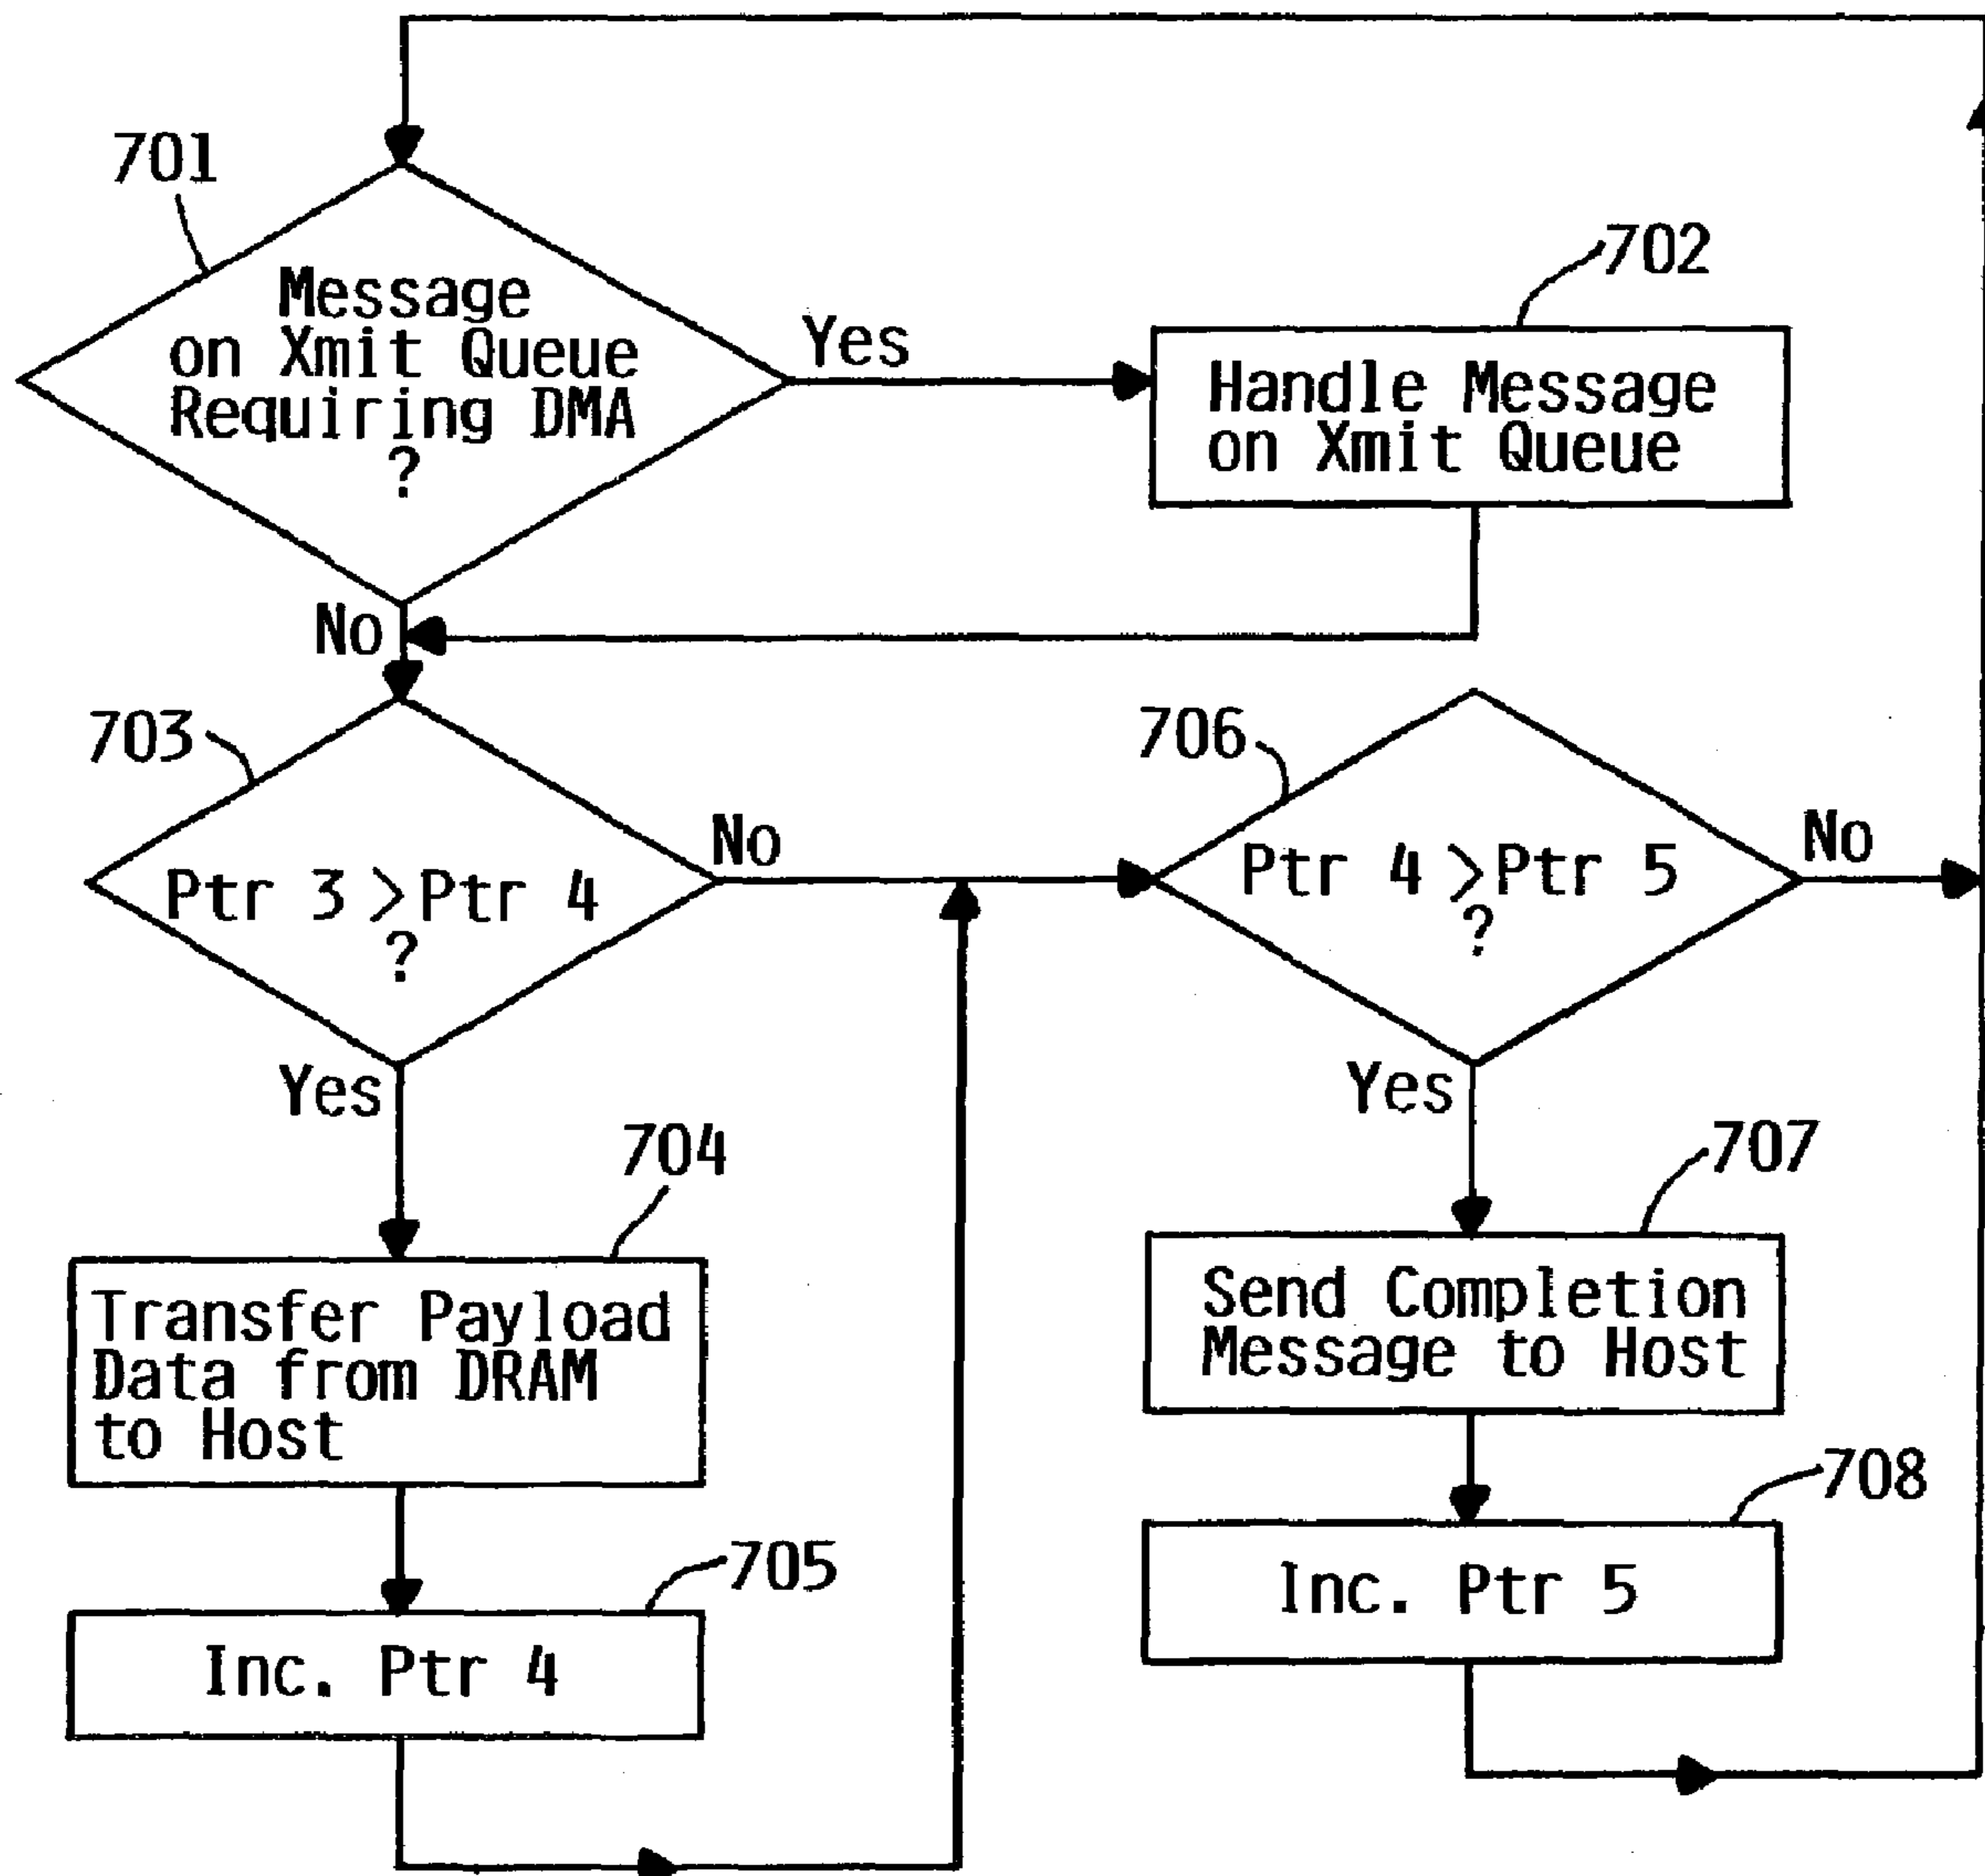 701
Message
on Xmit Queue
Requiring DMA
?
Yes
702
Handle Message
on Xmit Queue
No
703
Ptr 3 > Ptr 4
?
No
706
Ptr 4 > Ptr 5
?
No
Yes
704
Transfer Payload
Data from DRAM
to Host
705
Inc. Ptr 4
Yes
707
Send Completion
Message to Host
708
Inc. Ptr 5